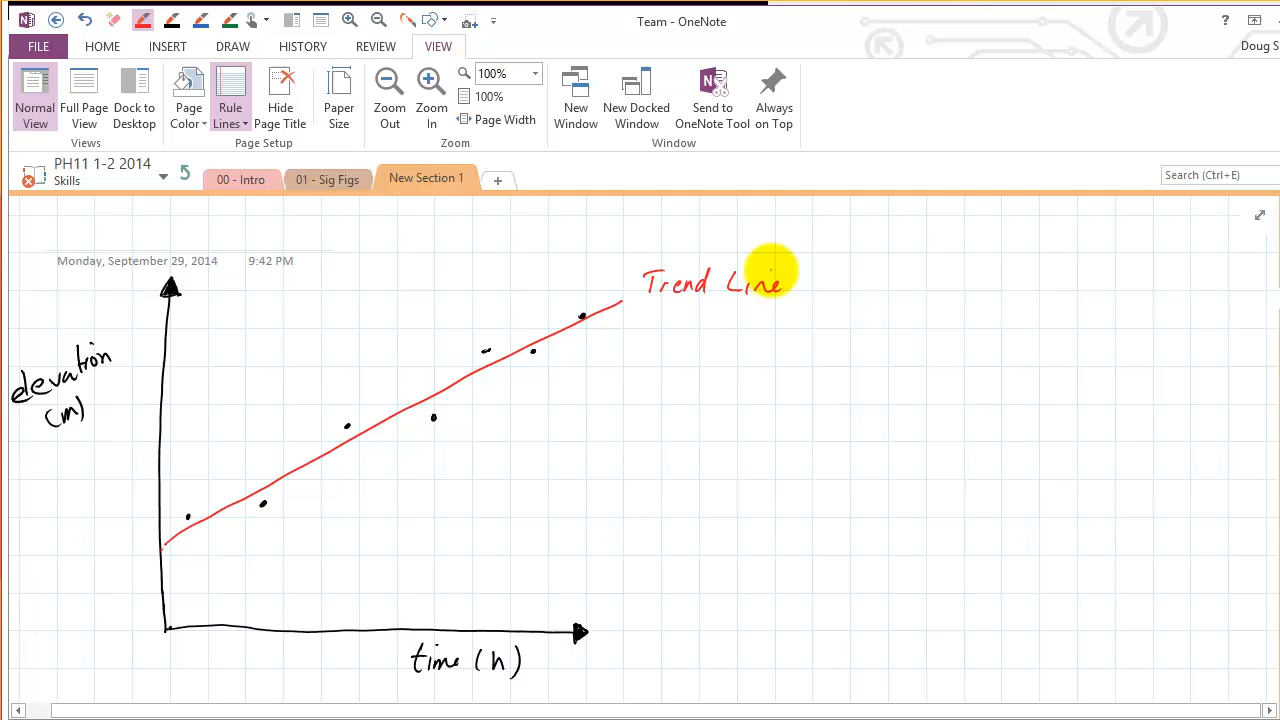 Team - OneNote
?
FILE HOME INSERT DRAW HISTORY REVIEW VIEW
Doug S
Normal View
Full Page View
Dock to Desktop
Views
Page Color
Rule Lines
Hide Page Title
Paper Size
Page Setup
Zoom Out
Zoom In
100%
100%
Page Width
Zoom
New Window
New Docked Window
Send to OneNote Tool
Always on Top
Window
PH11 1-2 2014
Skills
00 - Intro
01 - Sig Figs
New Section 1
Search (Ctrl+E)
Monday, September 29, 2014 9:42 PM
Trend Line
elevation
(m)
time (h)